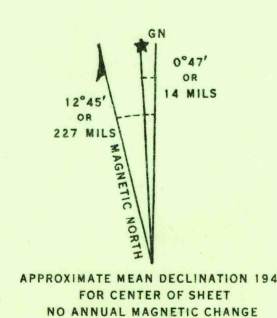 GN
0°47'
OR
14 MILS
12°45'
OR
227 MILS
MAGNETIC NORTH
APPROXIMATE MEAN DECLINATION 194
FOR CENTER OF SHEET
NO ANNUAL MAGNETIC CHANGE